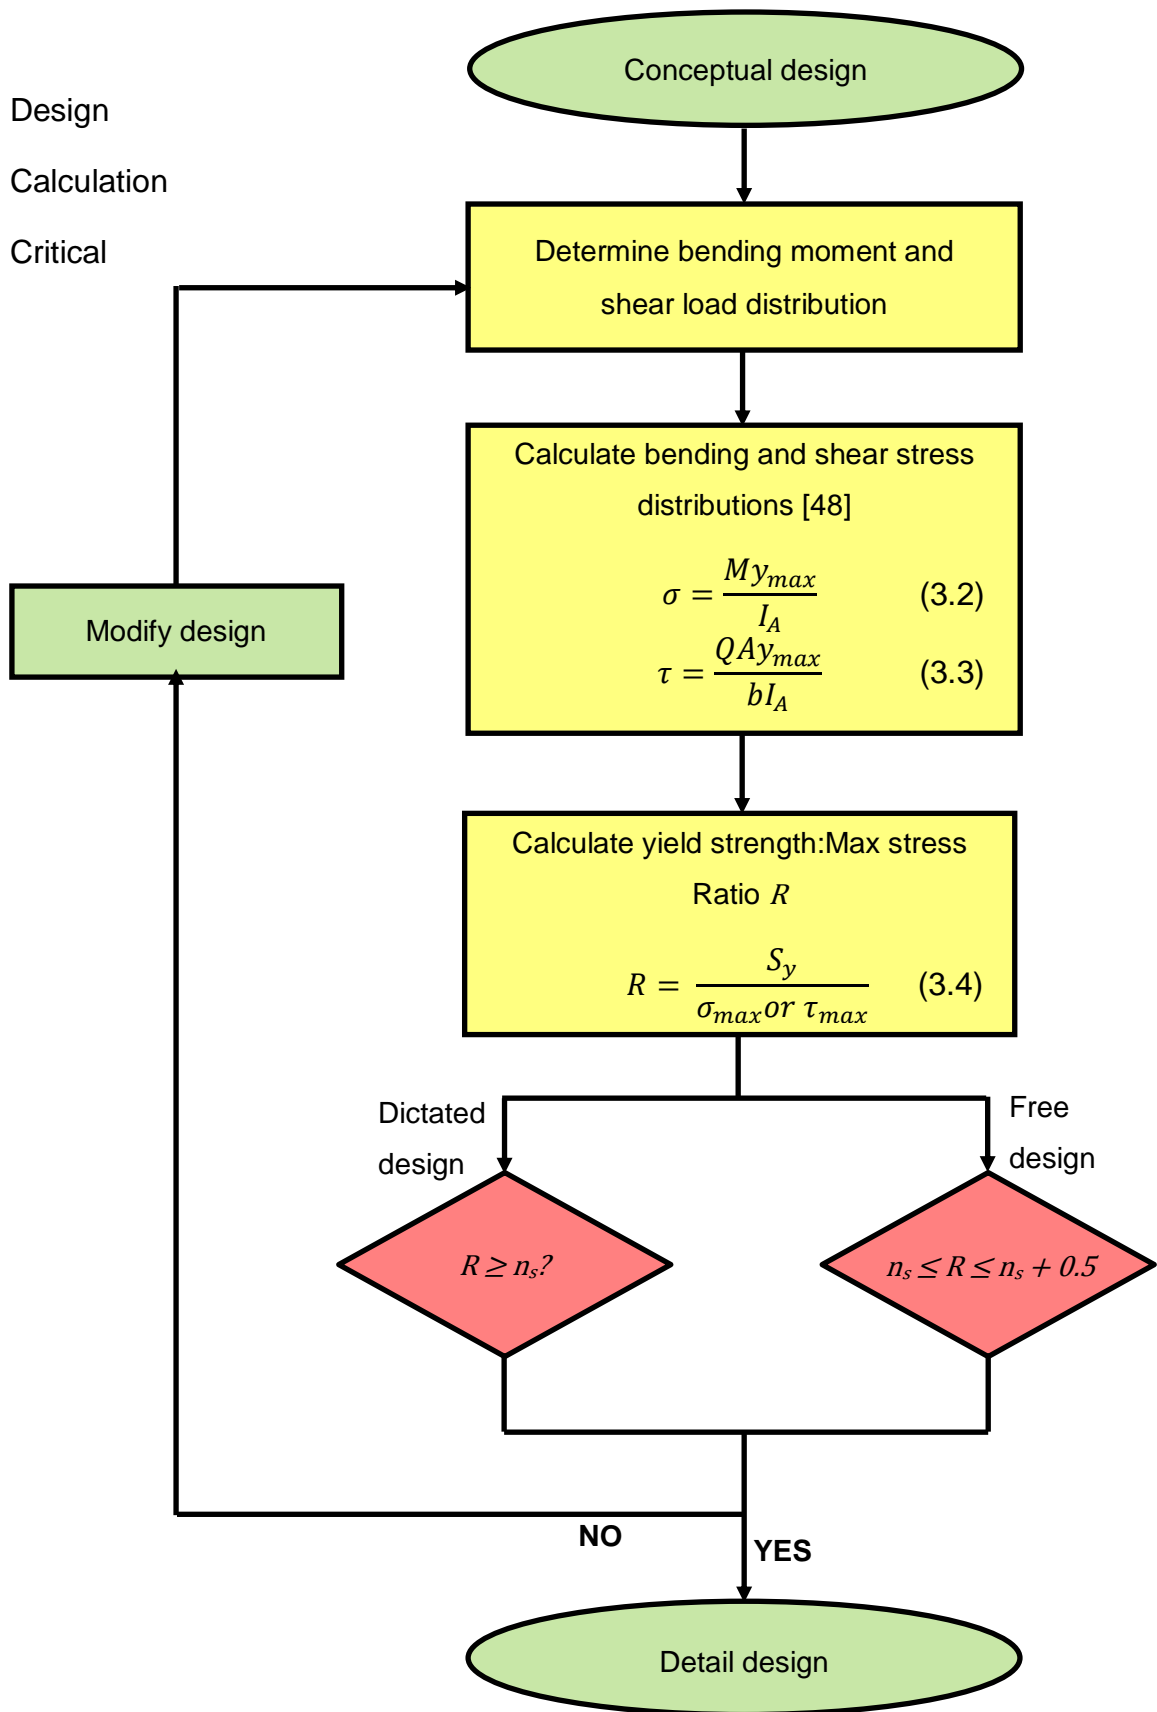 Conceptual design
Design
Calculation
Critical
Determine bending moment and
shear load distribution
Calculate bending and shear stress
distributions [48]
σ = My_max / I_A (3.2)
τ = QAy_max / bI_A (3.3)
Modify design
Calculate yield strength:Max stress
Ratio R
R = S_y / σ_max or τ_max (3.4)
Dictated
design
Free
design
R ≥ n_s?
n_s ≤ R ≤ n_s + 0.5
NO
YES
Detail design